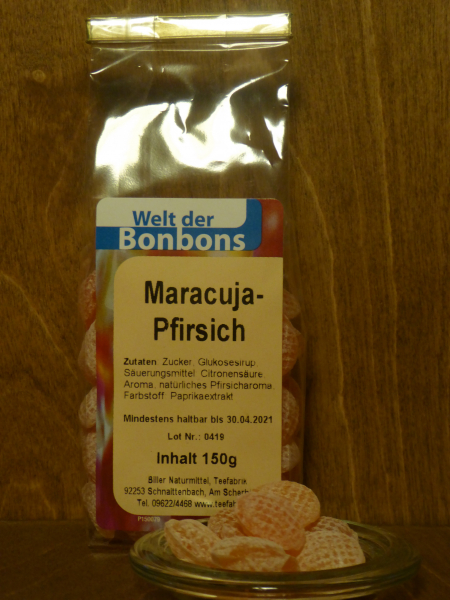 Welt der
Bonbons
Maracuja-
Pfirsich
Zutaten: Zucker, Glukosesirup,
Säuerungsmittel: Citronensäure,
Aroma, natürliches Pfirsicharoma,
Farbstoff: Paprikaextrakt
Mindestens haltbar bis 30.04.2021
Lot Nr.: 0419
Inhalt 150g
Biller Naturmittel, Teefabrik
92253 Schnaittenbach, Am
Tel. 09622/4468